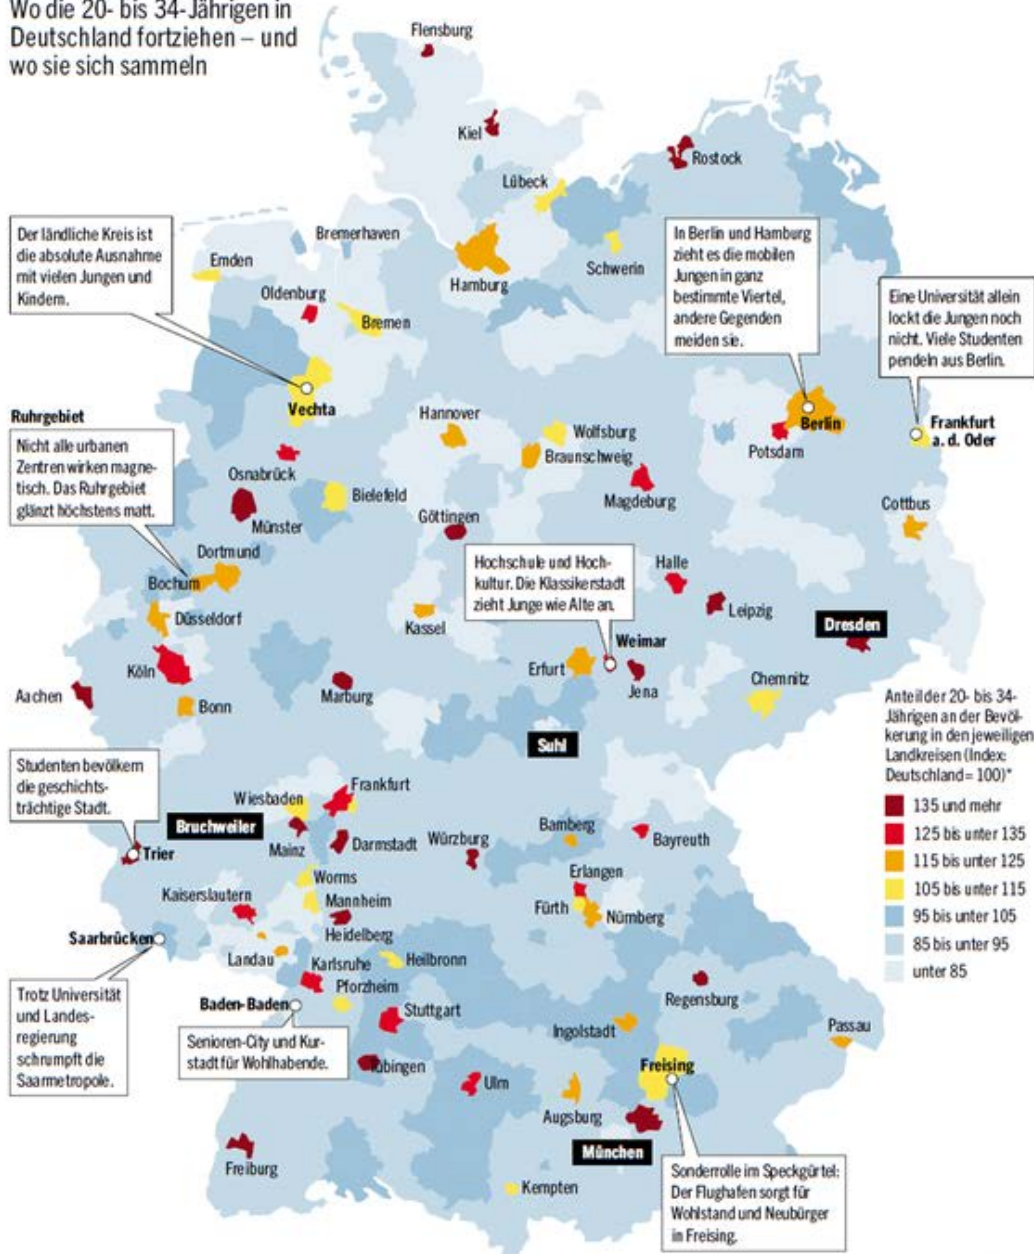 Wo die 20- bis 34-Jährigen in
Deutschland fortziehen – und
wo sie sich sammeln
Flensburg
Kiel
Rostock
Lübeck
Der ländliche Kreis ist
die absolute Ausnahme
mit vielen Jungen und
Kindern.
Bremerhaven
Emden
Hamburg
Schwerin
In Berlin und Hamburg
zieht es die mobilen
Jungen in ganz
bestimmte Viertel,
andere Gegenden
meiden sie.
Eine Universität allein
lockt die Jungen noch
nicht. Viele Studenten
pendeln aus Berlin.
Oldenburg
Bremen
Vechta
Ruhrgebiet
Nicht alle urbanen
Zentren wirken magne-
tisch. Das Ruhrgebiet
glänzt höchstens matt.
Hannover
Wolfsburg
Braunschweig
Berlin
Potsdam
Frankfurt
a. d. Oder
Osnabrück
Bielefeld
Magdeburg
Münster
Göttingen
Cottbus
Dortmund
Bochum
Hochschule und Hoch-
kultur. Die Klassikerstadt
zieht Junge wie Alte an.
Halle
Leipzig
Düsseldorf
Kassel
Dresden
Weimar
Köln
Erfurt
Jena
Aachen
Marburg
Chemnitz
Bonn
Suhl
Anteil der 20- bis 34-
Jährigen an der Bevöl-
kerung in den jeweiligen
Landkreisen (Index:
Deutschland = 100)*
135 und mehr
125 bis unter 135
115 bis unter 125
105 bis unter 115
95 bis unter 105
85 bis unter 95
unter 85
Studenten bevölkern
die geschichts-
trächtige Stadt.
Wiesbaden
Frankfurt
Bruchweiler
Mainz
Darmstadt
Würzburg
Bamberg
Bayreuth
Trier
Worms
Erlangen
Kaiserslautern
Mannheim
Fürth
Nürnberg
Saarbrücken
Heidelberg
Landau
Karlsruhe
Heilbronn
Pforzheim
Regensburg
Trotz Universität
und Landes-
regierung
schrumpft die
Saarmetropole.
Baden-Baden
Stuttgart
Senioren-City und Kur-
stadt für Wohlhabende.
Ingolstadt
Passau
Tübingen
Freising
Ulm
Augsburg
München
Freiburg
Kempten
Sonderrolle im Speckgürtel:
Der Flughafen sorgt für
Wohlstand und Neubürger
in Freising.